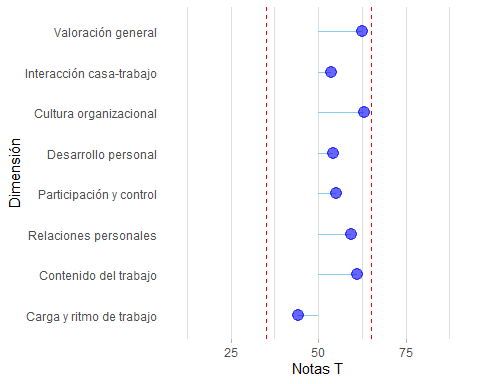 Valoración general
Interacción casa-trabajo
Cultura organizacional
Desarrollo personal
Participación y control
Relaciones personales
Contenido del trabajo
Carga y ritmo de trabajo
Dimensión
25 50 75
Notas T